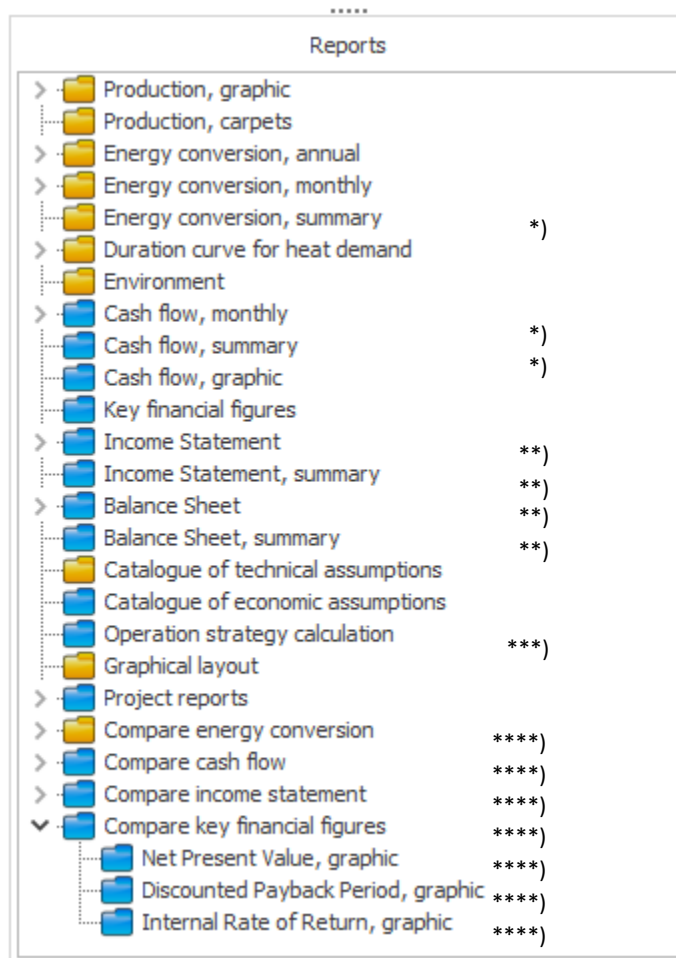 Reports
Production, graphic
Production, carpets
Energy conversion, annual
Energy conversion, monthly
Energy conversion, summary *)
Duration curve for heat demand
Environment
Cash flow, monthly
Cash flow, summary *)
Cash flow, graphic *)
Key financial figures
Income Statement **)
Income Statement, summary **)
Balance Sheet **)
Balance Sheet, summary **)
Catalogue of technical assumptions
Catalogue of economic assumptions
Operation strategy calculation ***)
Graphical layout
Project reports
Compare energy conversion ****)
Compare cash flow ****)
Compare income statement ****)
Compare key financial figures ****)
Net Present Value, graphic ****)
Discounted Payback Period, graphic ****)
Internal Rate of Return, graphic ****)